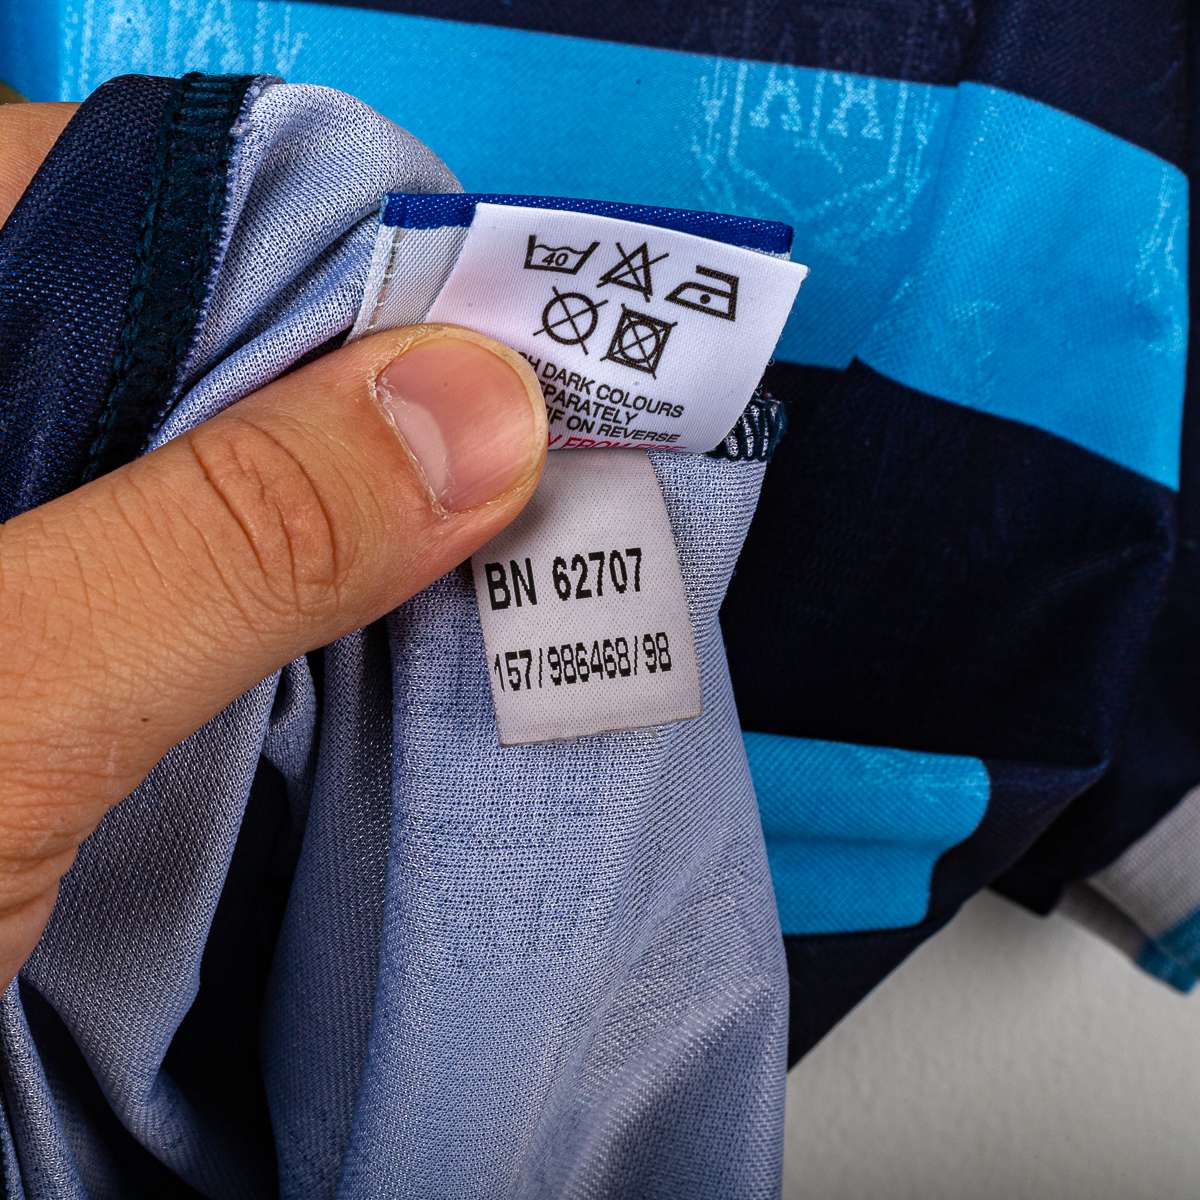 40
DARK COLOURS
ON REVERSE
BN 62707
157/986468/98